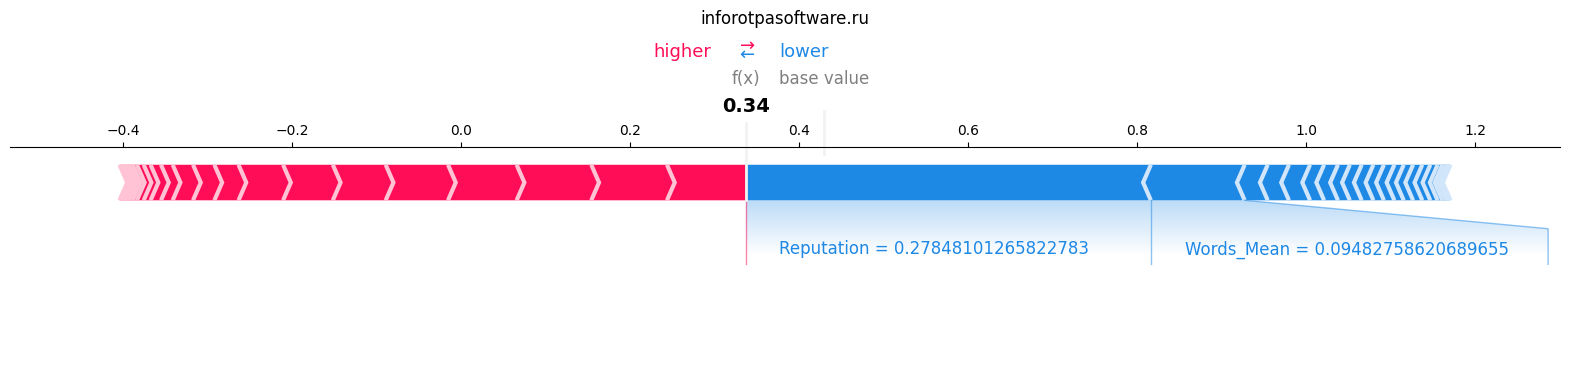 inforotpasoftware.ru
higher ⇄ lower
f(x) base value
0.34
−0.4 −0.2 0.0 0.2 0.4 0.6 0.8 1.0 1.2
Reputation = 0.27848101265822783 Words_Mean = 0.09482758620689655